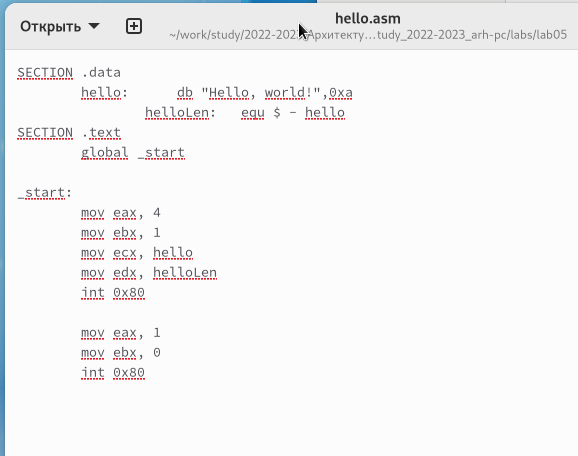 Открыть
hello.asm
~/work/study/2022-202 Архитекту…tudy_2022-2023_arh-pc/labs/lab05
SECTION .data
hello: db "Hello, world!",0xa
helloLen: equ $ - hello
SECTION .text
global _start
_start:
mov eax, 4
mov ebx, 1
mov ecx, hello
mov edx, helloLen
int 0x80
mov eax, 1
mov ebx, 0
int 0x80